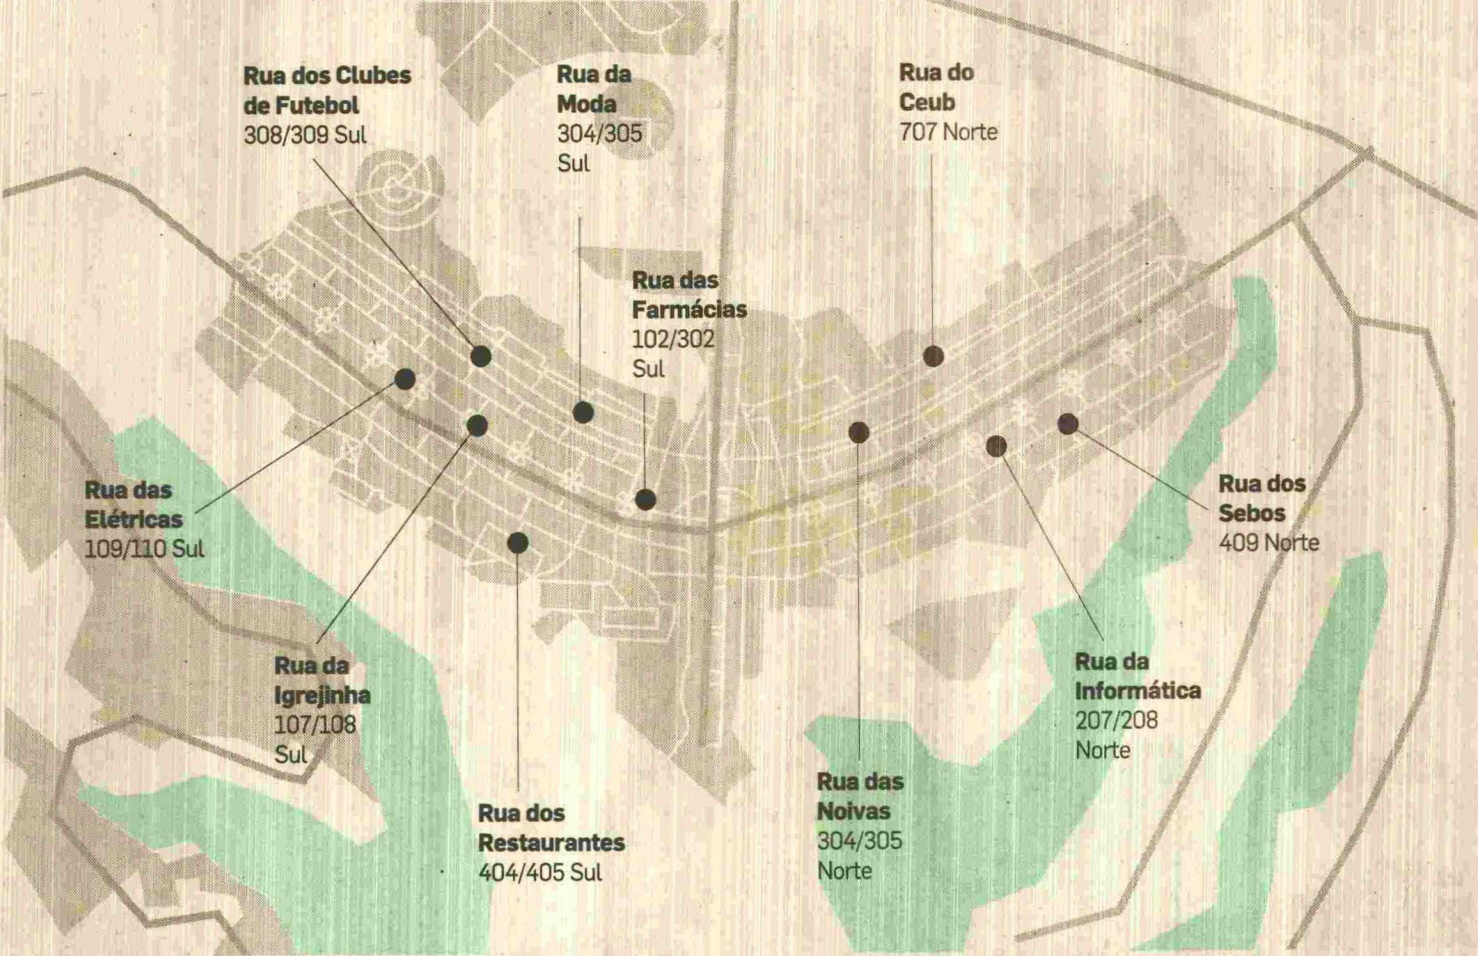 Rua dos Clubes
de Futebol
308/309 Sul
Rua da
Moda
304/305
Sul
Rua do
Ceub
707 Norte
Rua das
Farmácias
102/302
Sul
Rua das
Elétricas
109/110 Sul
Rua dos
Sebos
409 Norte
Rua da
Igrejinha
107/108
Sul
Rua da
Informática
207/208
Norte
Rua dos
Restaurantes
404/405 Sul
Rua das
Noivas
304/305
Norte